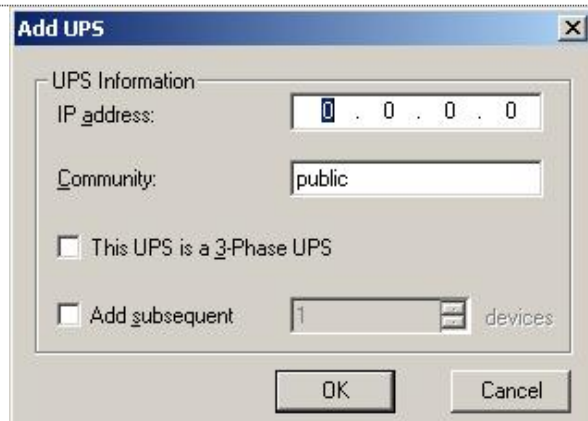 Add UPS
UPS Information
IP address: 0 . 0 . 0 . 0
Community: public
This UPS is a 3-Phase UPS
Add subsequent 1 devices
OK Cancel